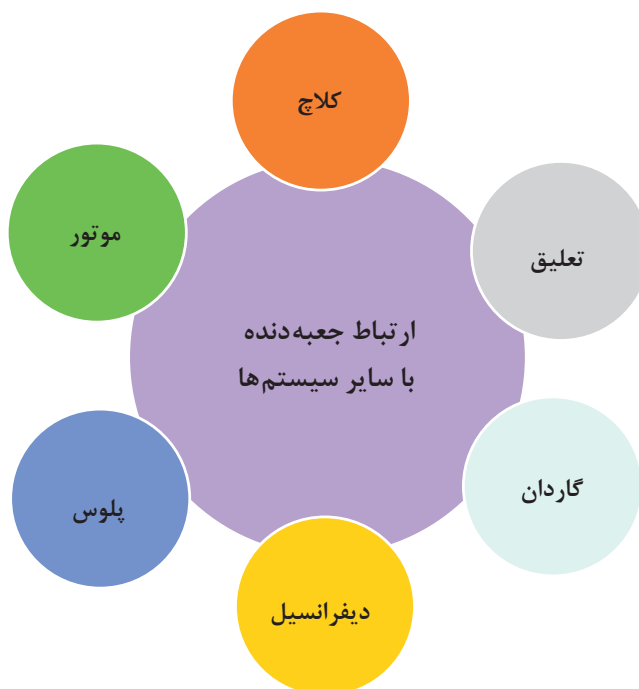 کلاچ
موتور
تعلیق
ارتباط جعبه‌دنده
با سایر سیستم‌ها
پلوس
گاردان
دیفرانسیل